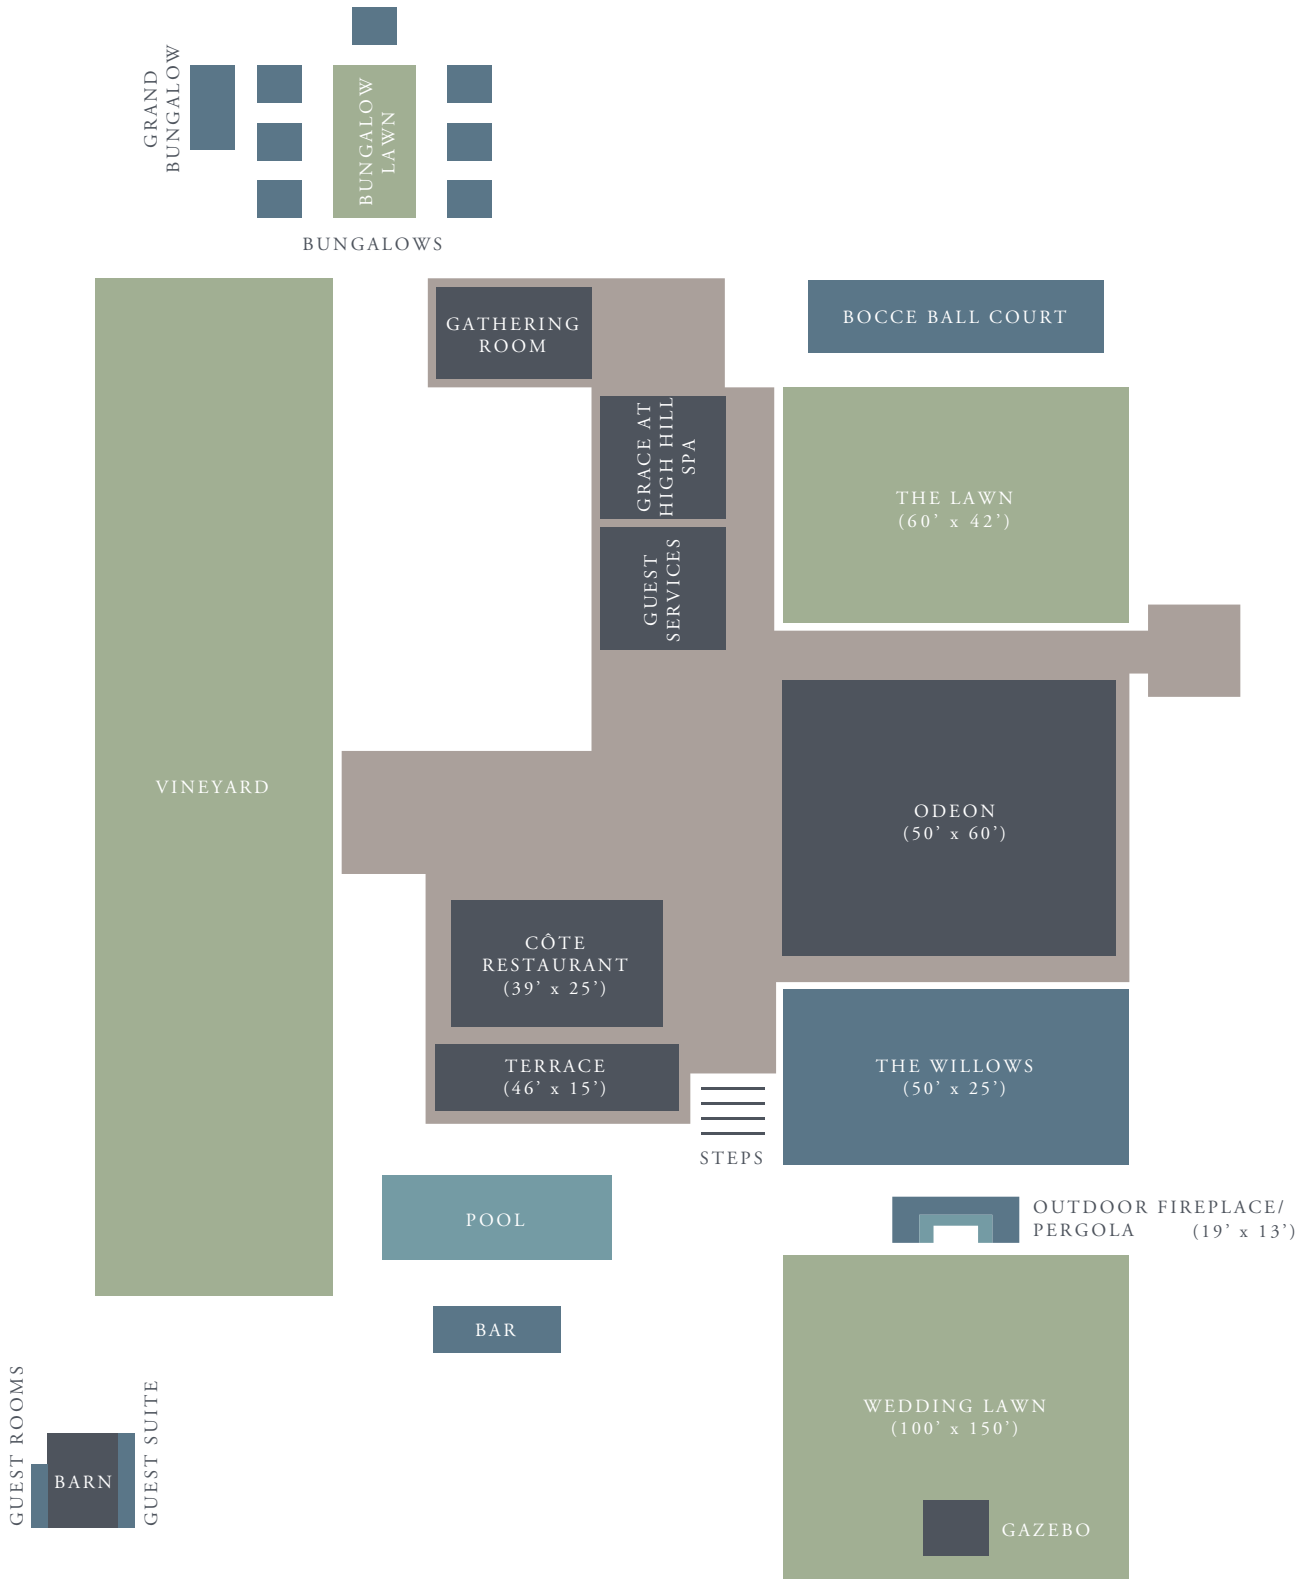 GRAND
BUNGALOW
BUNGALOW
LAWN
BUNGALOWS
GATHERING
ROOM
BOCCE BALL COURT
GRACE AT
HIGH HILL
SPA
THE LAWN
(60’ x 42’)
GUEST
SERVICES
VINEYARD
ODEON
(50’ x 60’)
CÔTE
RESTAURANT
(39’ x 25’)
TERRACE
(46’ x 15’)
THE WILLOWS
(50’ x 25’)
STEPS
POOL
OUTDOOR FIREPLACE/
PERGOLA (19’ x 13’)
BAR
WEDDING LAWN
(100’ x 150’)
GUEST ROOMS
BARN
GUEST SUITE
GAZEBO